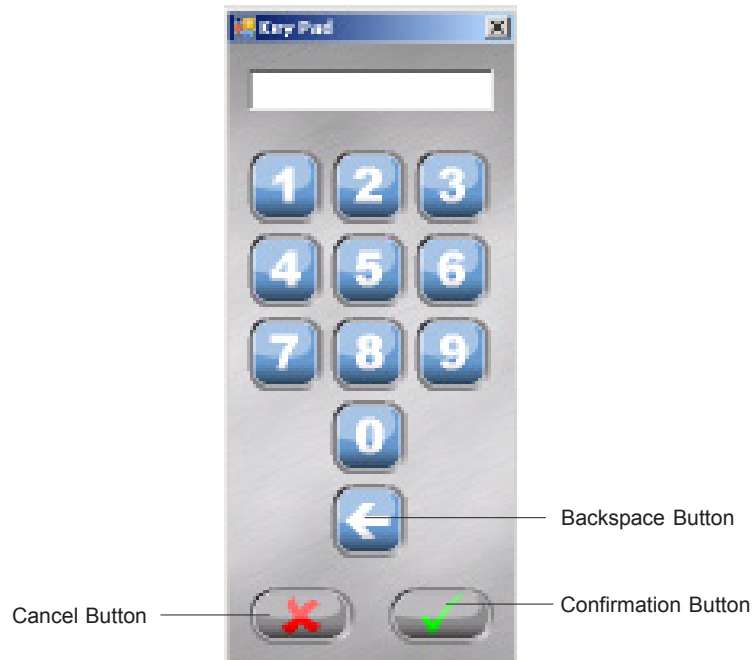 Key Pad
1 2 3
4 5 6
7 8 9
0
Backspace Button
Cancel Button
Confirmation Button